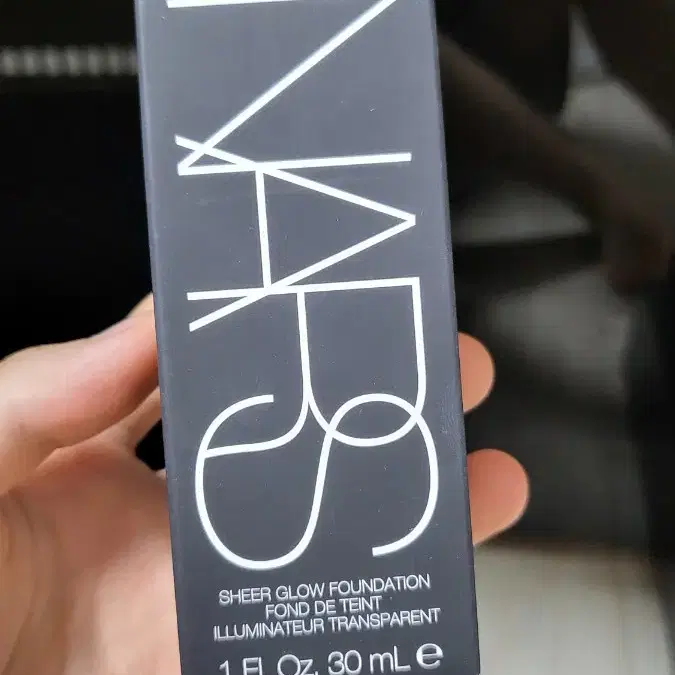 NARS
SHEER GLOW FOUNDATION
FOND DE TEINT
ILLUMINATEUR TRANSPARENT
1 FL Oz. 30 mL e